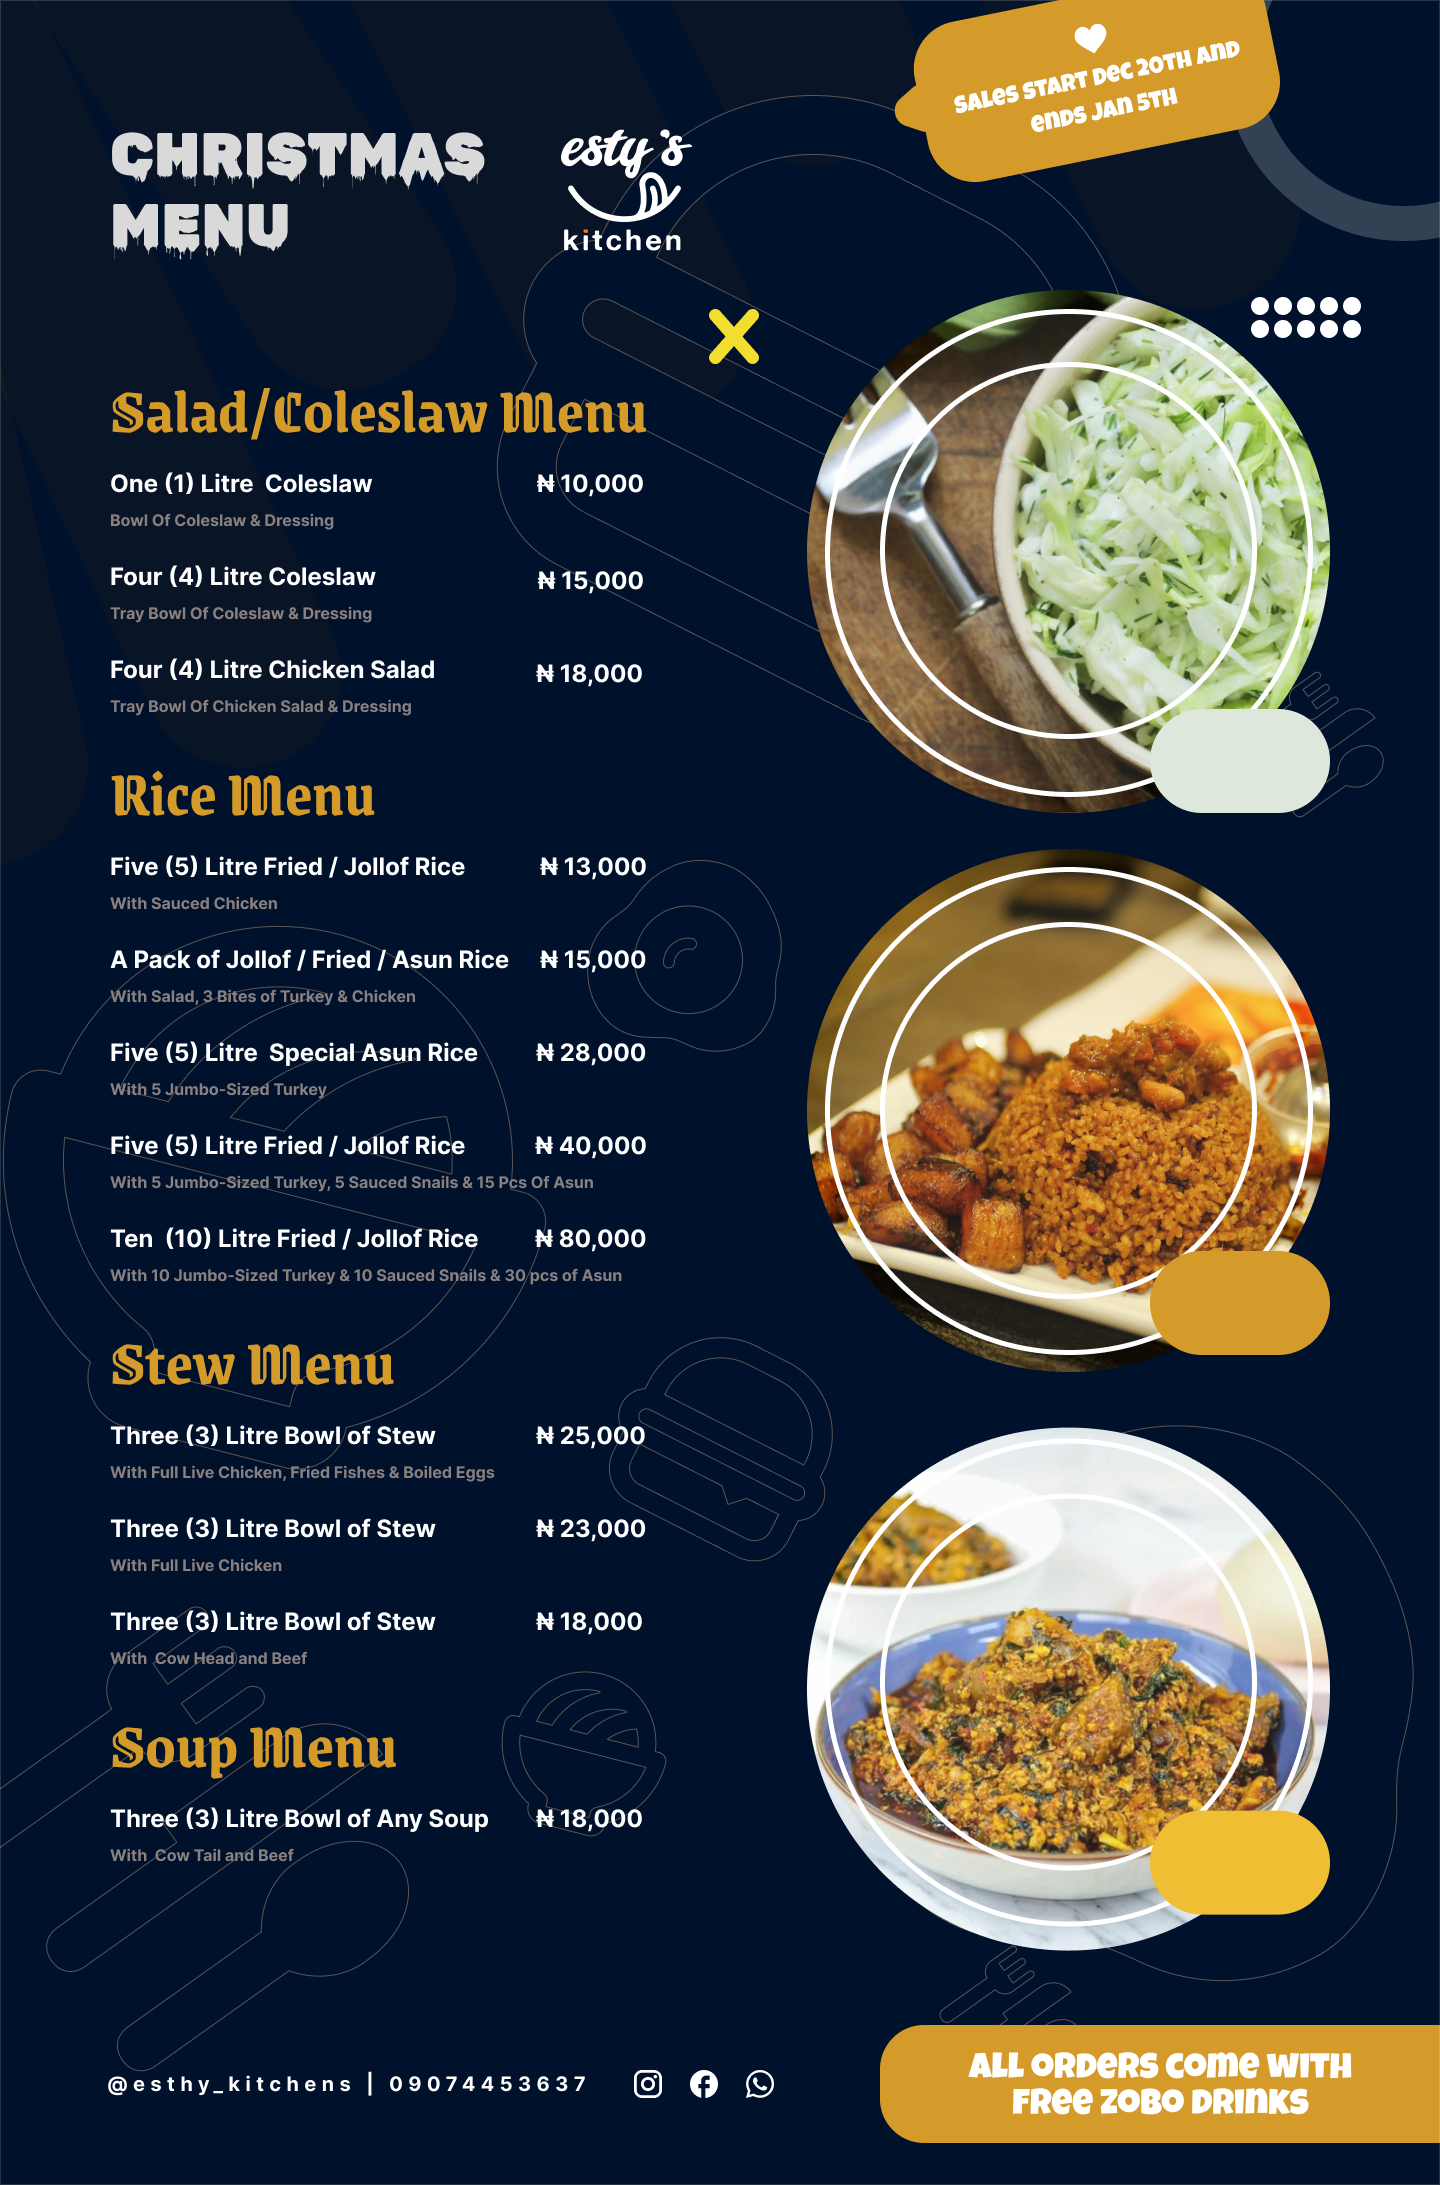 Sales start Dec 20th and
ends Jan 5th
CHRISTMAS
MENU
esty's
kitchen
Salad/Coleslaw Menu
One (1) Litre  Coleslaw ₦ 10,000
Bowl Of Coleslaw & Dressing
Four (4) Litre Coleslaw ₦ 15,000
Tray Bowl Of Coleslaw & Dressing
Four (4) Litre Chicken Salad ₦ 18,000
Tray Bowl Of Chicken Salad & Dressing
Rice Menu
Five (5) Litre Fried / Jollof Rice ₦ 13,000
With Sauced Chicken
A Pack of Jollof / Fried / Asun Rice ₦ 15,000
With Salad, 3 Bites of Turkey & Chicken
Five (5) Litre  Special Asun Rice ₦ 28,000
With 5 Jumbo-Sized Turkey
Five (5) Litre Fried / Jollof Rice ₦ 40,000
With 5 Jumbo-Sized Turkey, 5 Sauced Snails & 15 Pcs Of Asun
Ten  (10) Litre Fried / Jollof Rice ₦ 80,000
With 10 Jumbo-Sized Turkey & 10 Sauced Snails & 30 pcs of Asun
Stew Menu
Three (3) Litre Bowl of Stew ₦ 25,000
With Full Live Chicken, Fried Fishes & Boiled Eggs
Three (3) Litre Bowl of Stew ₦ 23,000
With Full Live Chicken
Three (3) Litre Bowl of Stew ₦ 18,000
With  Cow Head and Beef
Soup Menu
Three (3) Litre Bowl of Any Soup ₦ 18,000
With  Cow Tail and Beef
@esthy_kitchens | 09074453637
All orders come with
free zobo drinks